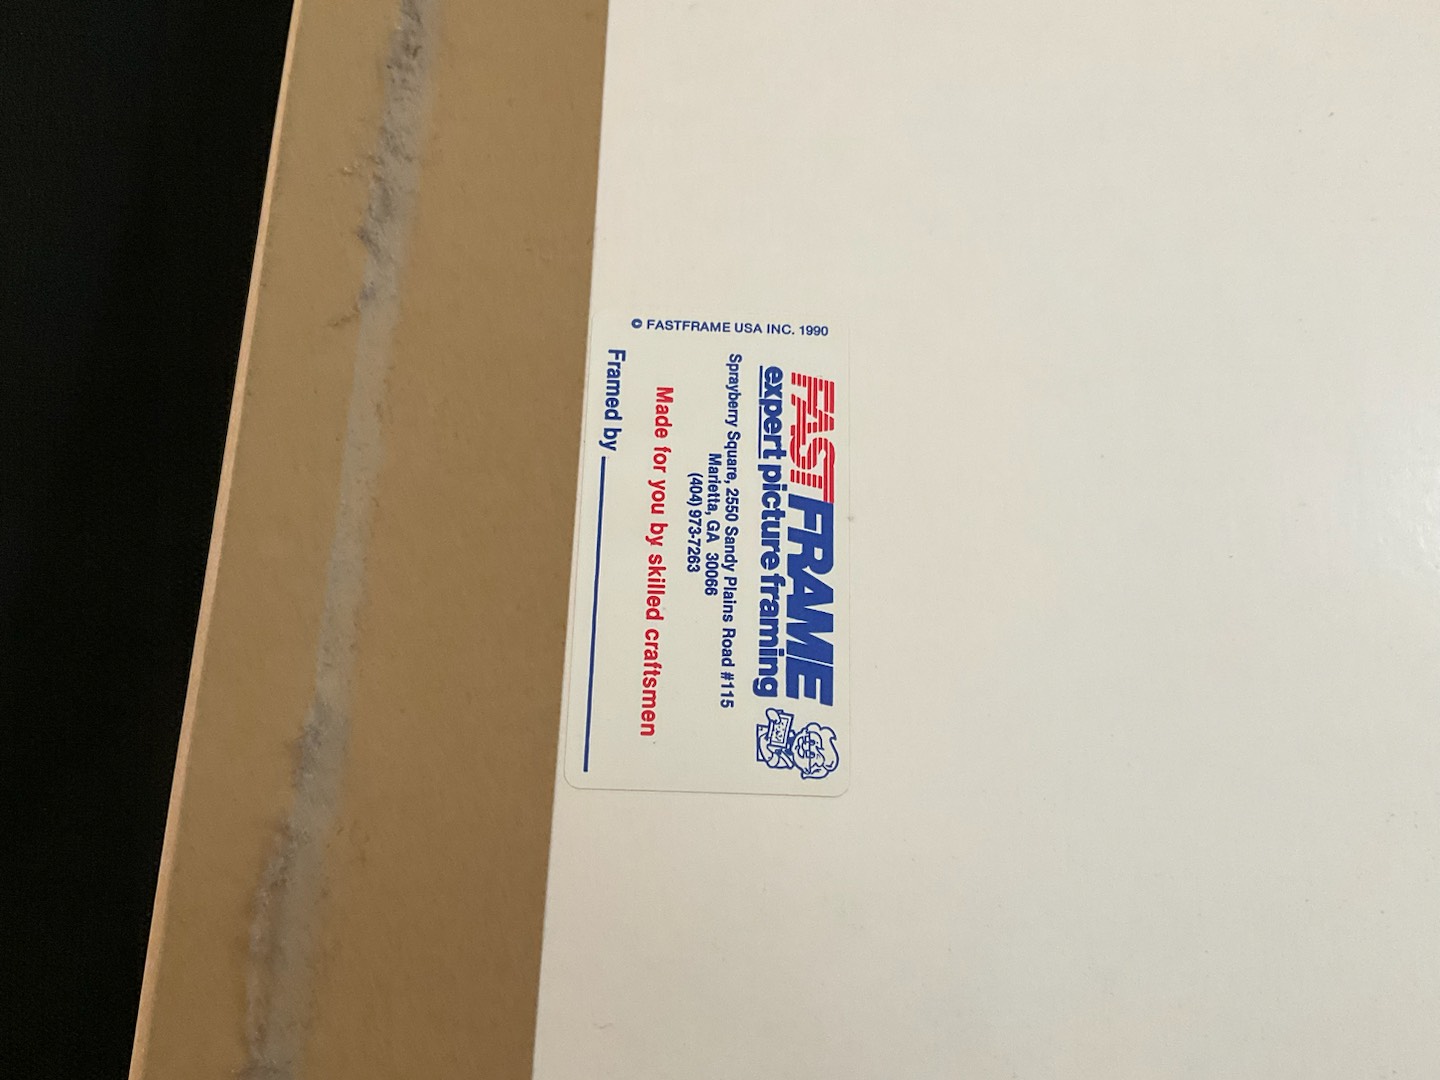 FASTFRAME
expert picture framing
Sprayberry Square, 2550 Sandy Plains Road #115
Marietta, GA 30066
(404) 973-7263
Made for you by skilled craftsmen
Framed by
© FASTFRAME USA INC. 1990